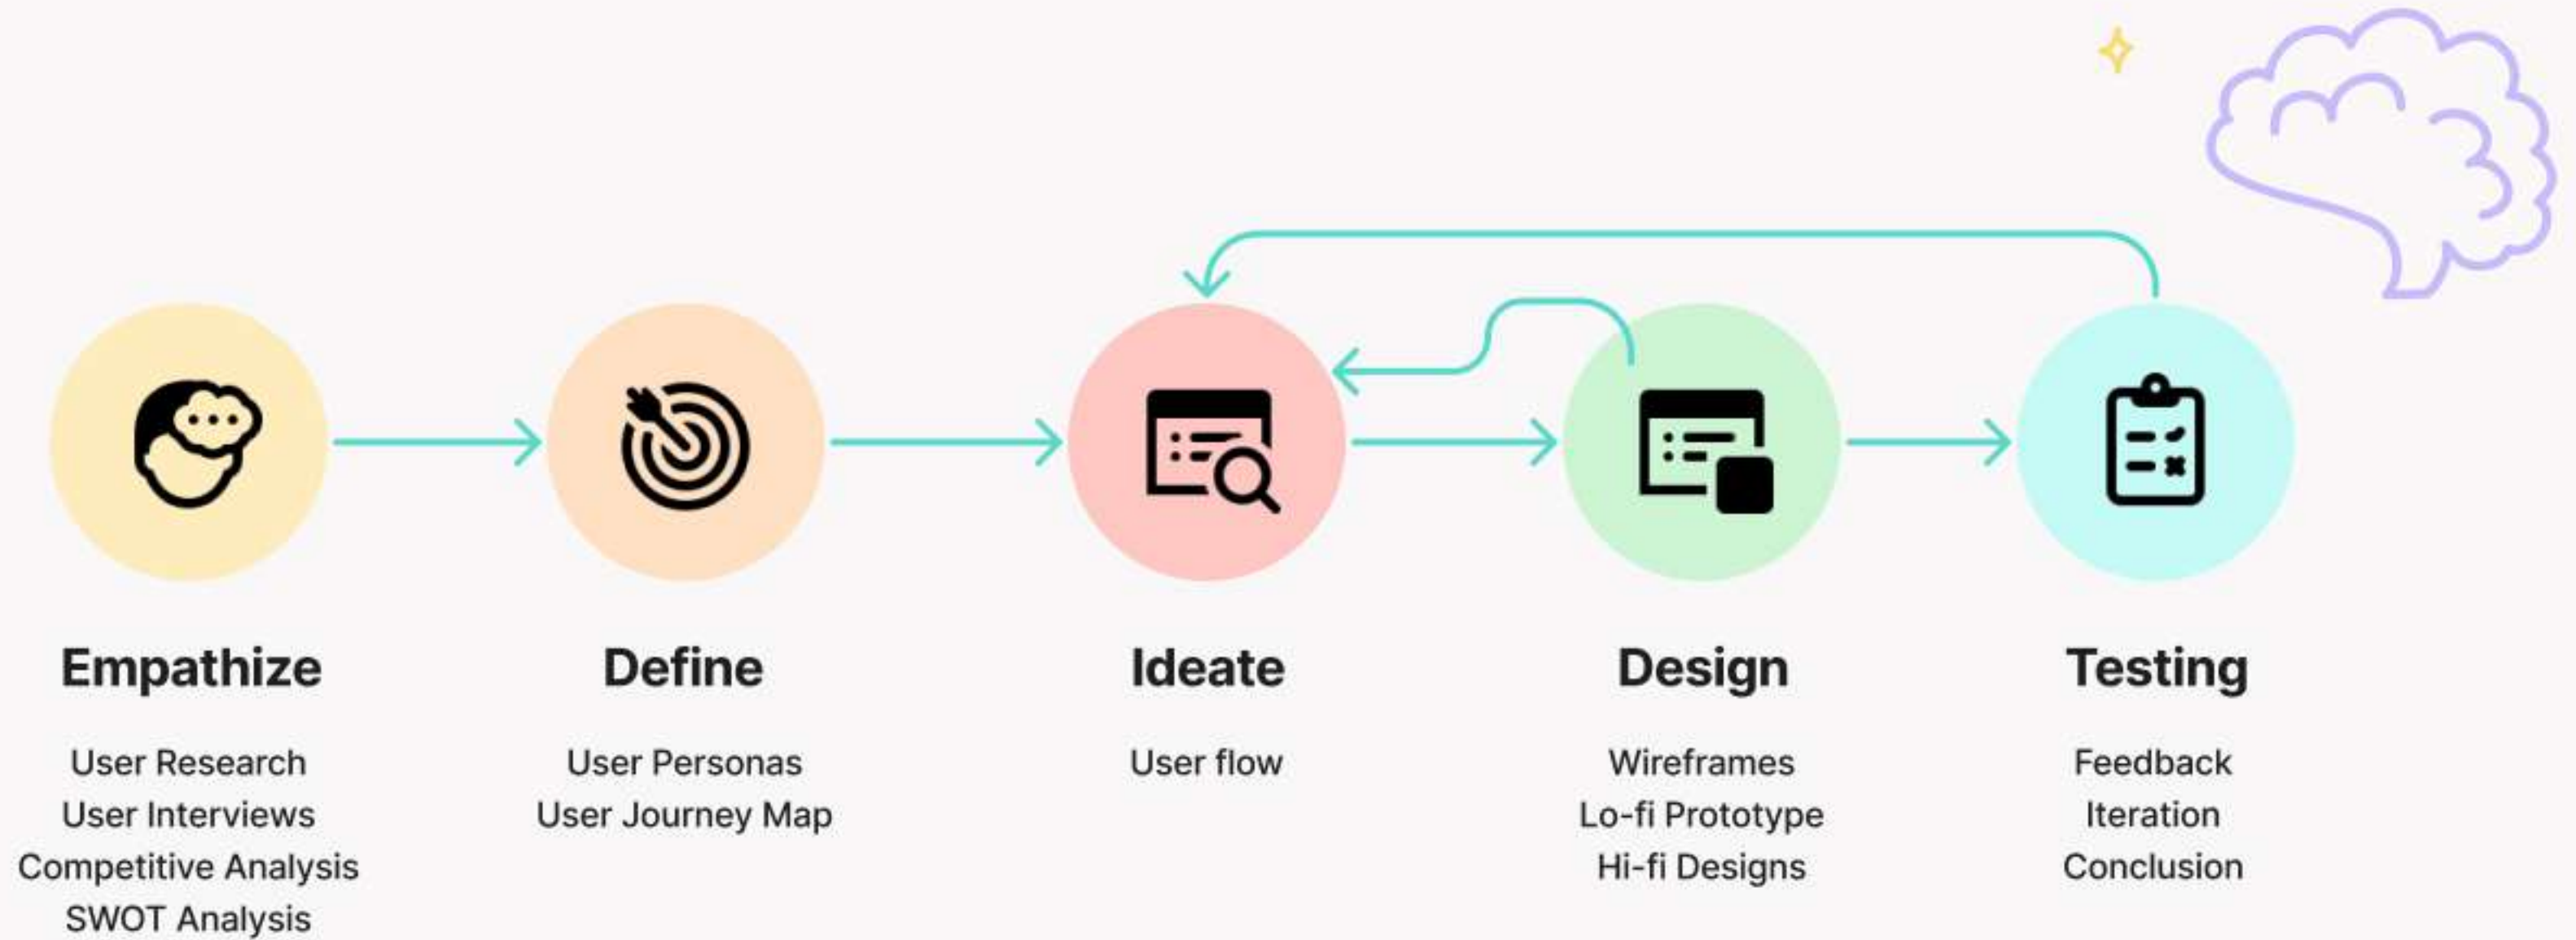 Empathize
User Research
User Interviews
Competitive Analysis
SWOT Analysis
Define
User Personas
User Journey Map
Ideate
User flow
Design
Wireframes
Lo-fi Prototype
Hi-fi Designs
Testing
Feedback
Iteration
Conclusion